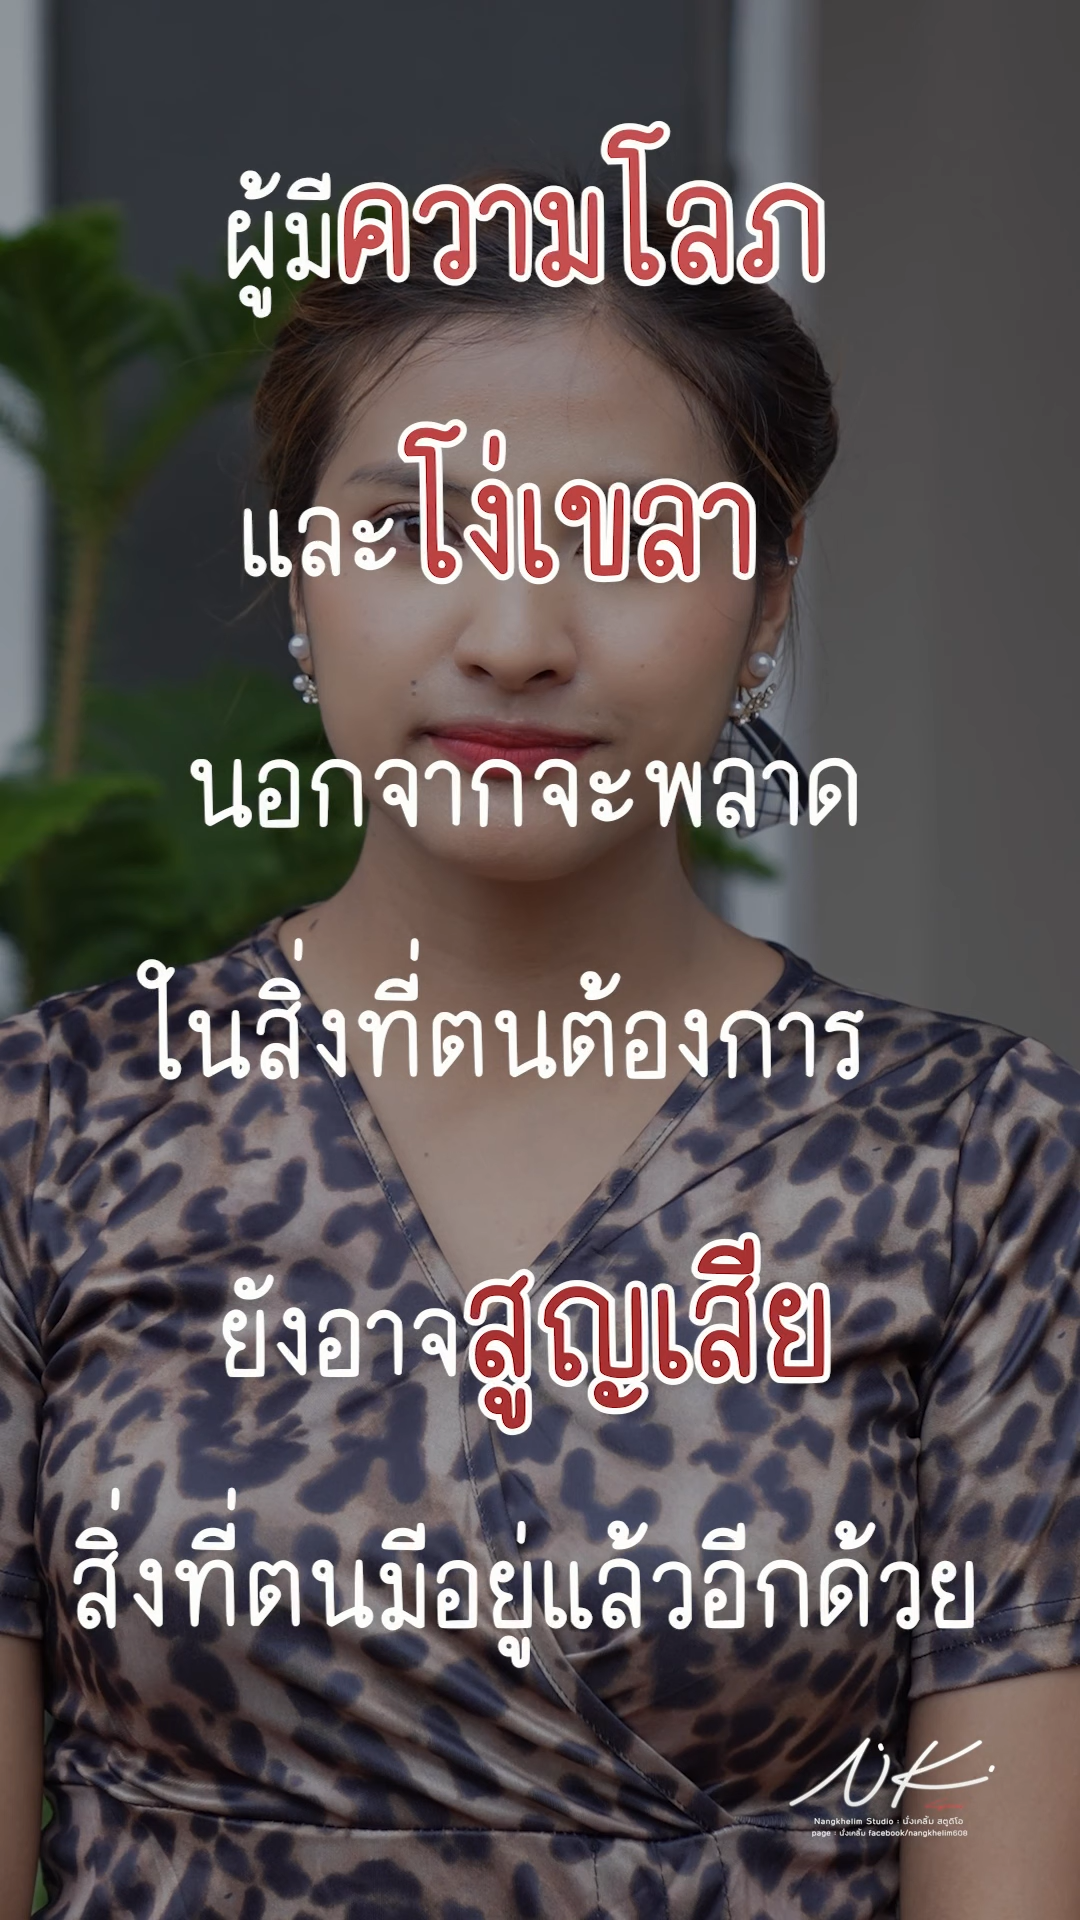 ผู้มีความโลภ
และโง่เขลา
นอกจากจะพลาด
ในสิ่งที่ตนต้องการ
ยังอาจสูญเสีย
สิ่งที่ตนมีอยู่แล้วอีกด้วย
NK.
Nangkhelim Studio : นั่งเคลิ้ม สตูดิโอ
page : นั่งเคลิ้ม facebook/nangkhelim608